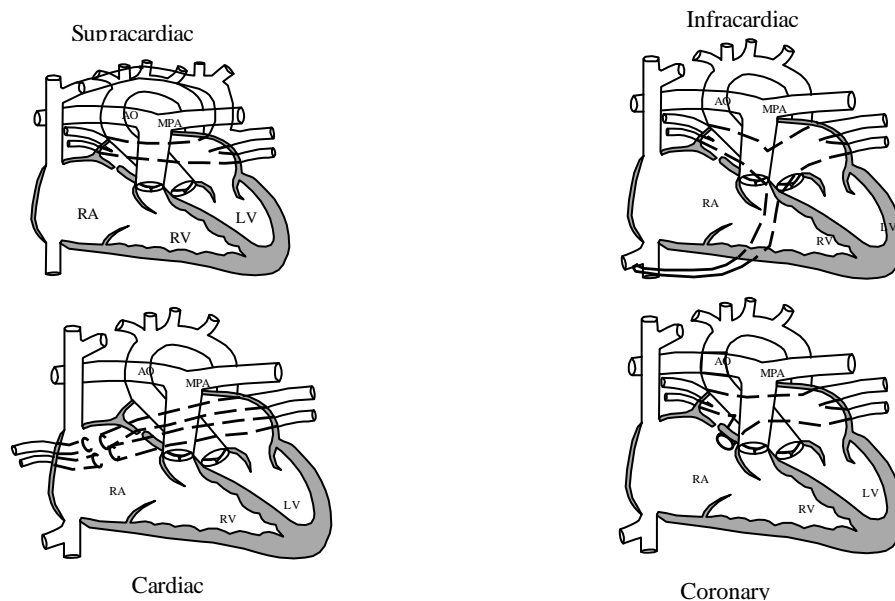 Supracardiac
AO
MPA
RA
LV
RV
Infracardiac
AO
MPA
RA
RV
LV
AO
MPA
RA
RV
LV
Cardiac
AO
MPA
RA
RV
LV
Coronary